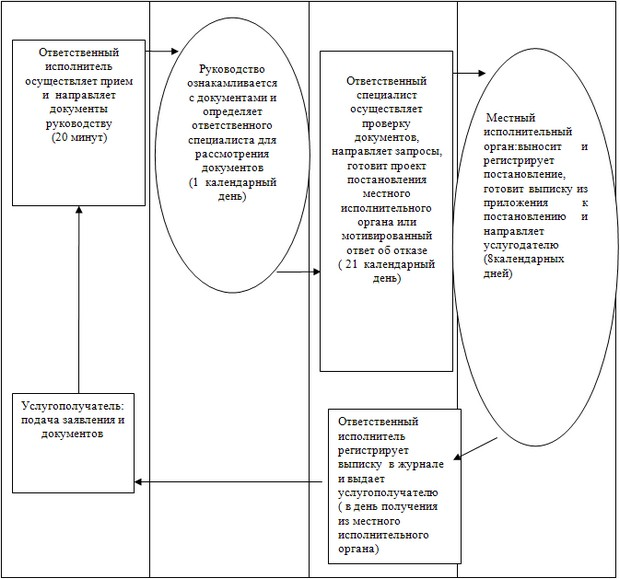 Ответственный
исполнитель
осуществляет прием
и направляет
документы
руководству
(20 минут)
Руководство
ознакамливается
с документами и
определяет
ответственного
специалиста для
рассмотрения
документов
(1 календарный
день)
Ответственный
специалист
осуществляет
проверку
документов,
направляет запросы,
готовит проект
постановления
местного
исполнительного
органа или
мотивированный
ответ об отказе
( 21 календарный
день)
Местный
исполнительный
орган:выносит и
регистрирует
постановление,
готовит выписку из
приложения к
постановлению и
направляет
услугодателю
(8календарных
дней)
Услугополучатель:
подача заявления и
документов
Ответственный
исполнитель
регистрирует
выписку в журнале
и выдает
услугополучателю
( в день получения
из местного
исполнительного
органа)